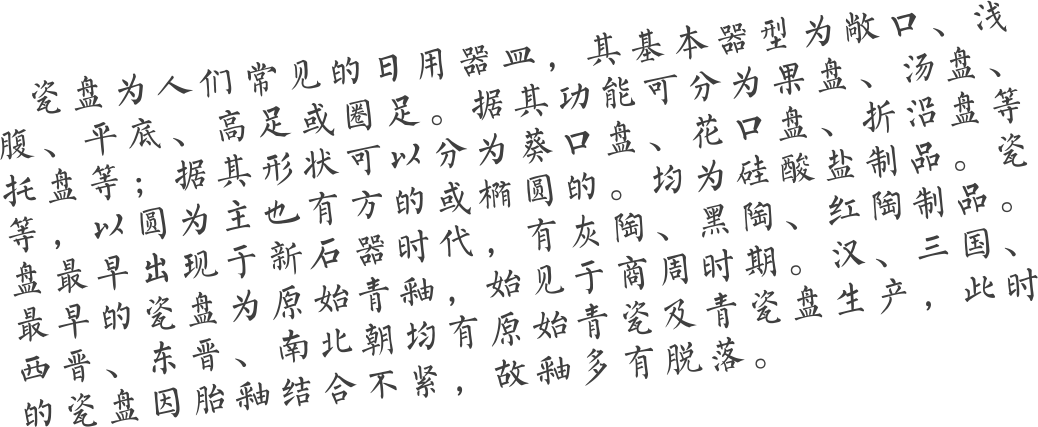 瓷盘为人们常见的日用器皿，其基本器型为敞口、浅
腹、平底、高足或圈足。据其功能可分为果盘、汤盘、
托盘等；据其形状可以分为葵口盘、花口盘、折沿盘等
等，以圆为主也有方的或椭圆的。均为硅酸盐制品。瓷
盘最早出现于新石器时代，有灰陶、黑陶、红陶制品。
最早的瓷盘为原始青釉，始见于商周时期。汉、三国、
西晋、东晋、南北朝均有原始青瓷及青瓷盘生产，此时
的瓷盘因胎釉结合不紧，故釉多有脱落。